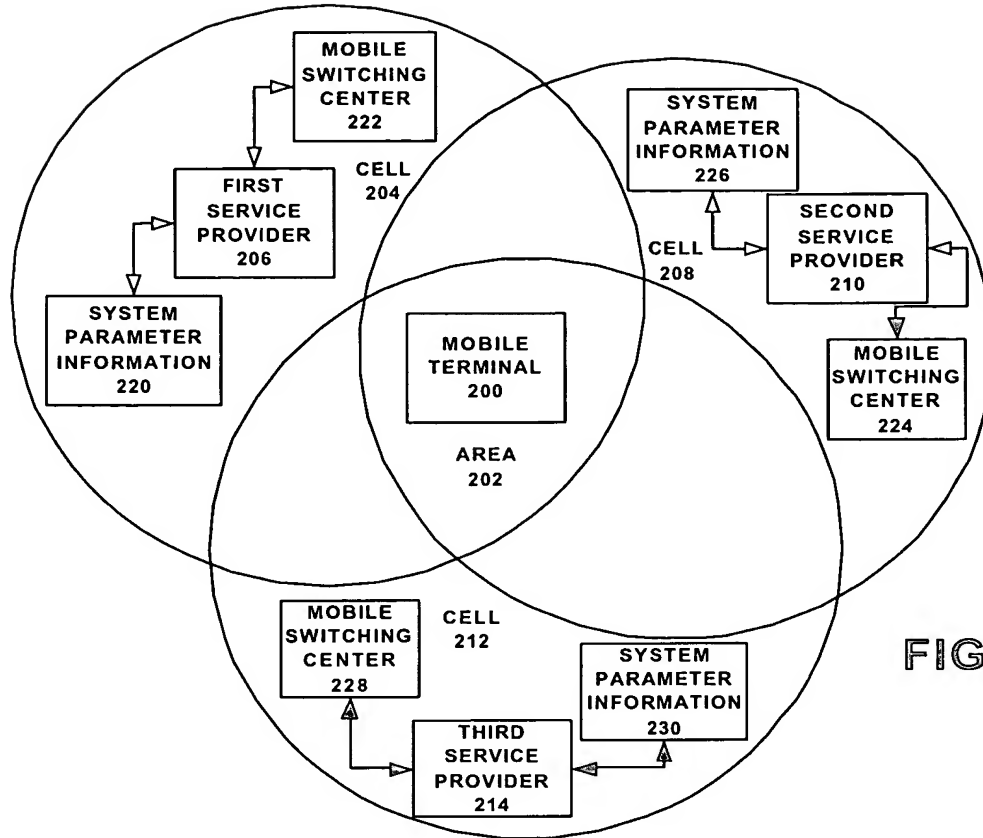 MOBILE
SWITCHING
CENTER
222
CELL
204
FIRST
SERVICE
PROVIDER
206
SYSTEM
PARAMETER
INFORMATION
220
SYSTEM
PARAMETER
INFORMATION
226
CELL
208
SECOND
SERVICE
PROVIDER
210
MOBILE
SWITCHING
CENTER
224
MOBILE
TERMINAL
200
AREA
202
MOBILE
SWITCHING
CENTER
228
CELL
212
SYSTEM
PARAMETER
INFORMATION
230
THIRD
SERVICE
PROVIDER
214
FIG